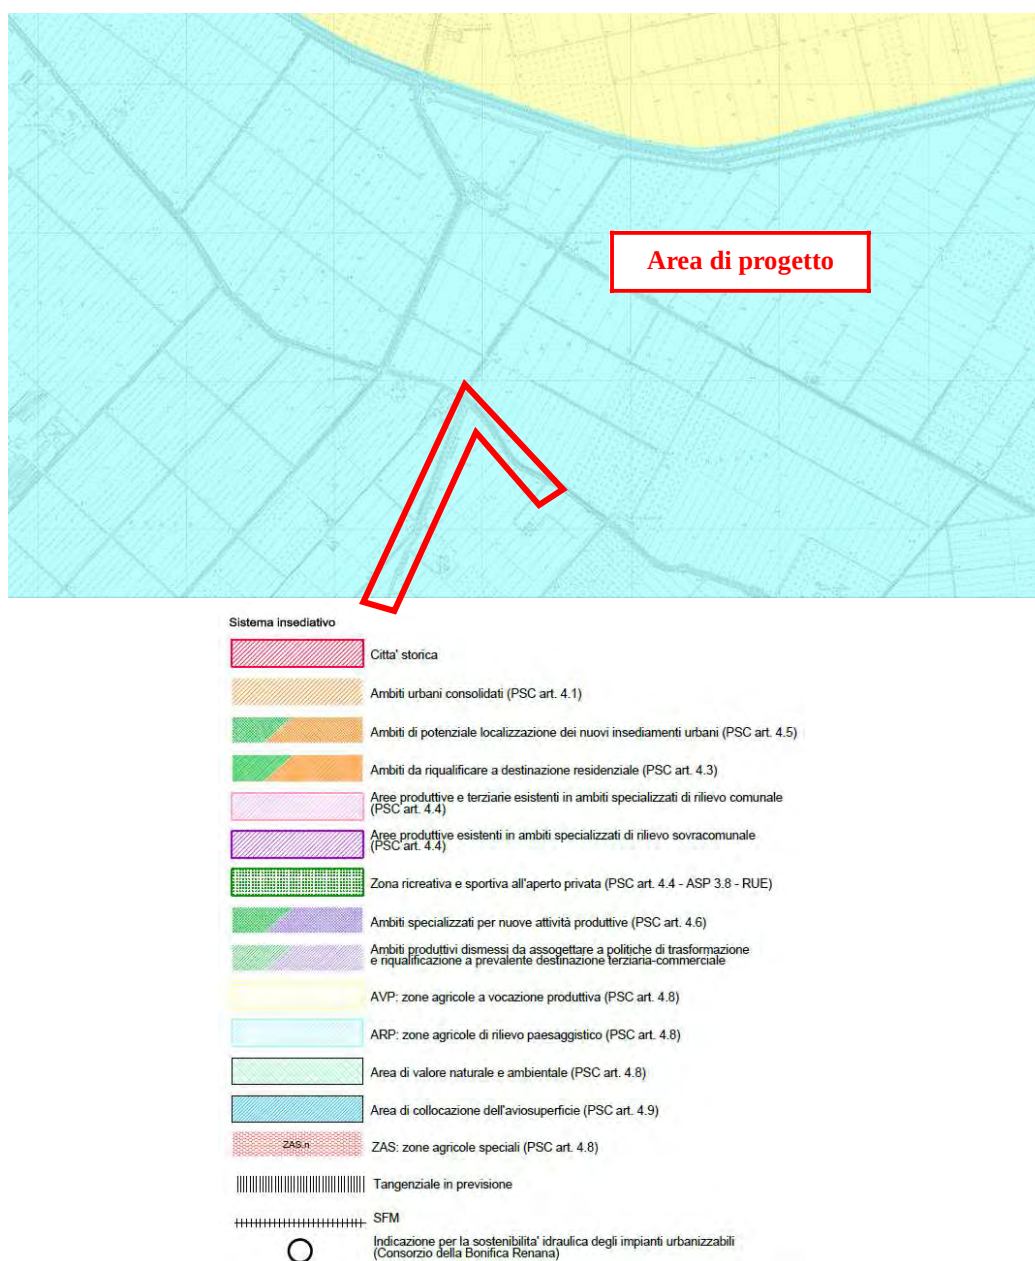 Area di progetto
Sistema insediativo
Citta' storica
Ambiti urbani consolidati (PSC art. 4.1)
Ambiti di potenziale localizzazione dei nuovi insediamenti urbani (PSC art. 4.5)
Ambiti da riqualificare a destinazione residenziale (PSC art. 4.3)
Aree produttive e terziarie esistenti in ambiti specializzati di rilievo comunale
(PSC art. 4.4)
Aree produttive esistenti in ambiti specializzati di rilievo sovracomunale
(PSC art. 4.4)
Zona ricreativa e sportiva all'aperto privata (PSC art. 4.4 - ASP 3.8 - RUE)
Ambiti specializzati per nuove attività produttive (PSC art. 4.6)
Ambiti produttivi dismessi da assogettare a politiche di trasformazione
e riqualificazione a prevalente destinazione terziaria-commerciale
AVP: zone agricole a vocazione produttiva (PSC art. 4.8)
ARP: zone agricole di rilievo paesaggistico (PSC art. 4.8)
Area di valore naturale e ambientale (PSC art. 4.8)
Area di collocazione dell'aviosuperficie (PSC art. 4.9)
ZAS.n
ZAS: zone agricole speciali (PSC art. 4.8)
Tangenziale in previsione
SFM
Indicazione per la sostenibilita' idraulica degli impianti urbanizzabili
(Consorzio della Bonifica Renana)